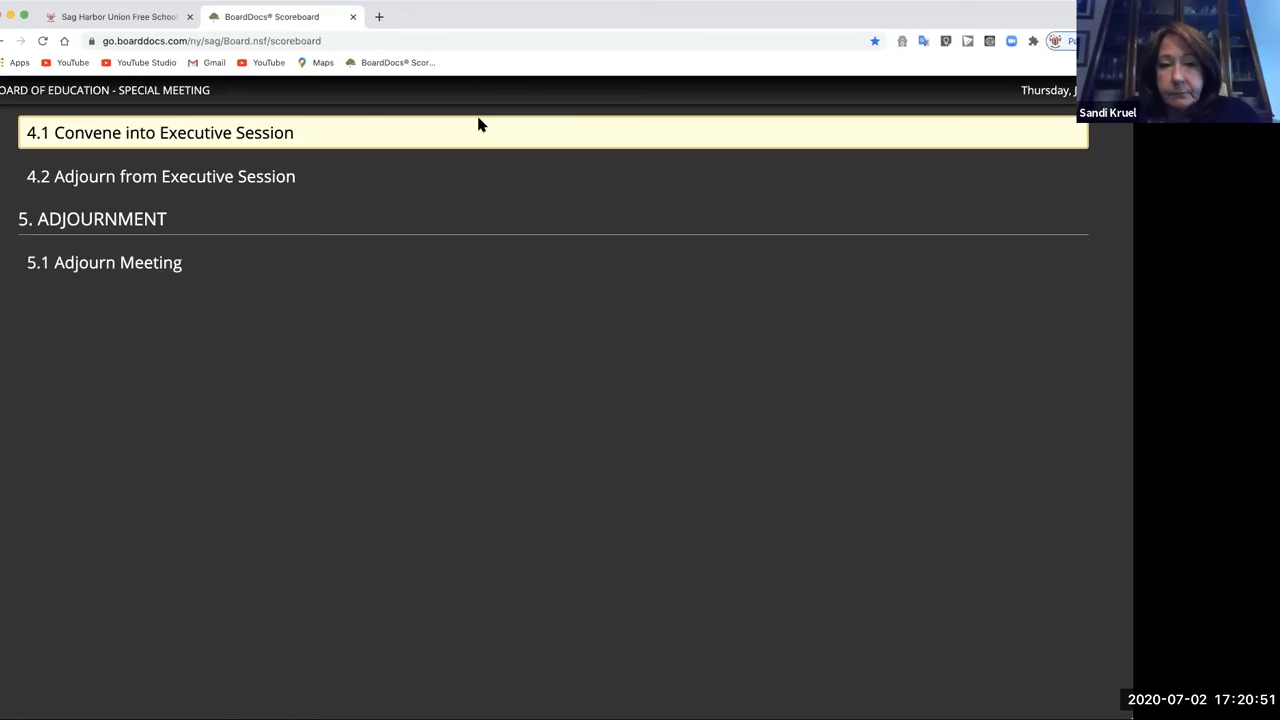 Sag Harbor Union Free School
BoardDocs® Scoreboard
go.boarddocs.com/ny/sag/Board.nsf/scoreboard
Apps YouTube YouTube Studio Gmail YouTube Maps BoardDocs® Scor...
OARD OF EDUCATION - SPECIAL MEETING
Thursday,
Sandi Kruel
4.1 Convene into Executive Session
4.2 Adjourn from Executive Session
5. ADJOURNMENT
5.1 Adjourn Meeting
2020-07-02 17:20:51